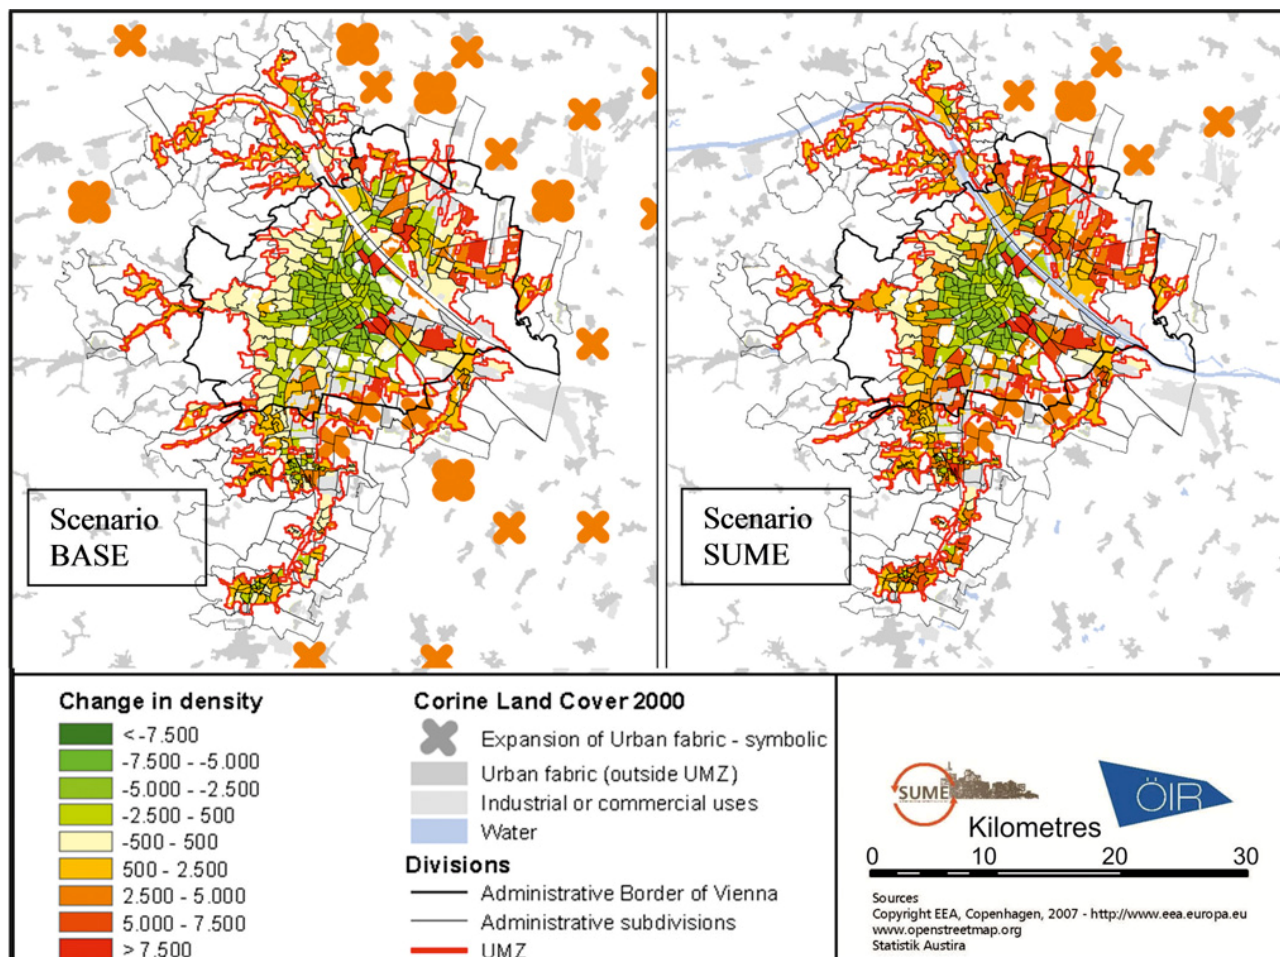 Scenario
BASE
Scenario
SUME
Change in density
< -7.500
-7.500 - -5.000
-5.000 - -2.500
-2.500 - 500
-500 - 500
500 - 2.500
2.500 - 5.000
5.000 - 7.500
> 7.500
Corine Land Cover 2000
Expansion of Urban fabric - symbolic
Urban fabric (outside UMZ)
Industrial or commercial uses
Water
Divisions
Administrative Border of Vienna
Administrative subdivisions
UMZ
SUME
ÖIR
Kilometres
0 10 20 30
Sources
Copyright EEA, Copenhagen, 2007 - http://www.eea.europa.eu
www.openstreetmap.org
Statistik Austira